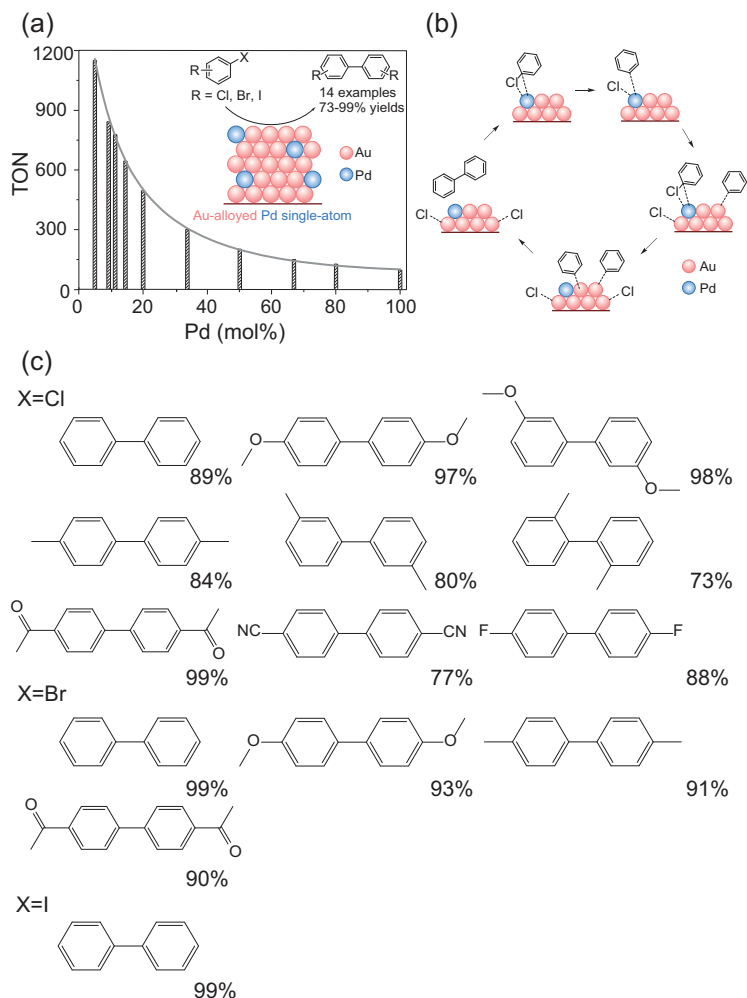 (a)
1200
900
600
300
0
TON
0
20
40
60
80
100
Pd (mol%)
R
X
R
R
R = Cl, Br, I
14 examples
73-99% yields
Au
Pd
Au-alloyed Pd single-atom
(b)
Cl
Cl
Cl
Cl
Cl
Cl
Cl
Cl
Au
Pd
(c)
X=Cl
89%
O
O
97%
O
O
98%
84%
80%
73%
O
O
99%
NC
CN
77%
F
F
88%
X=Br
99%
O
O
93%
91%
O
O
90%
X=I
99%